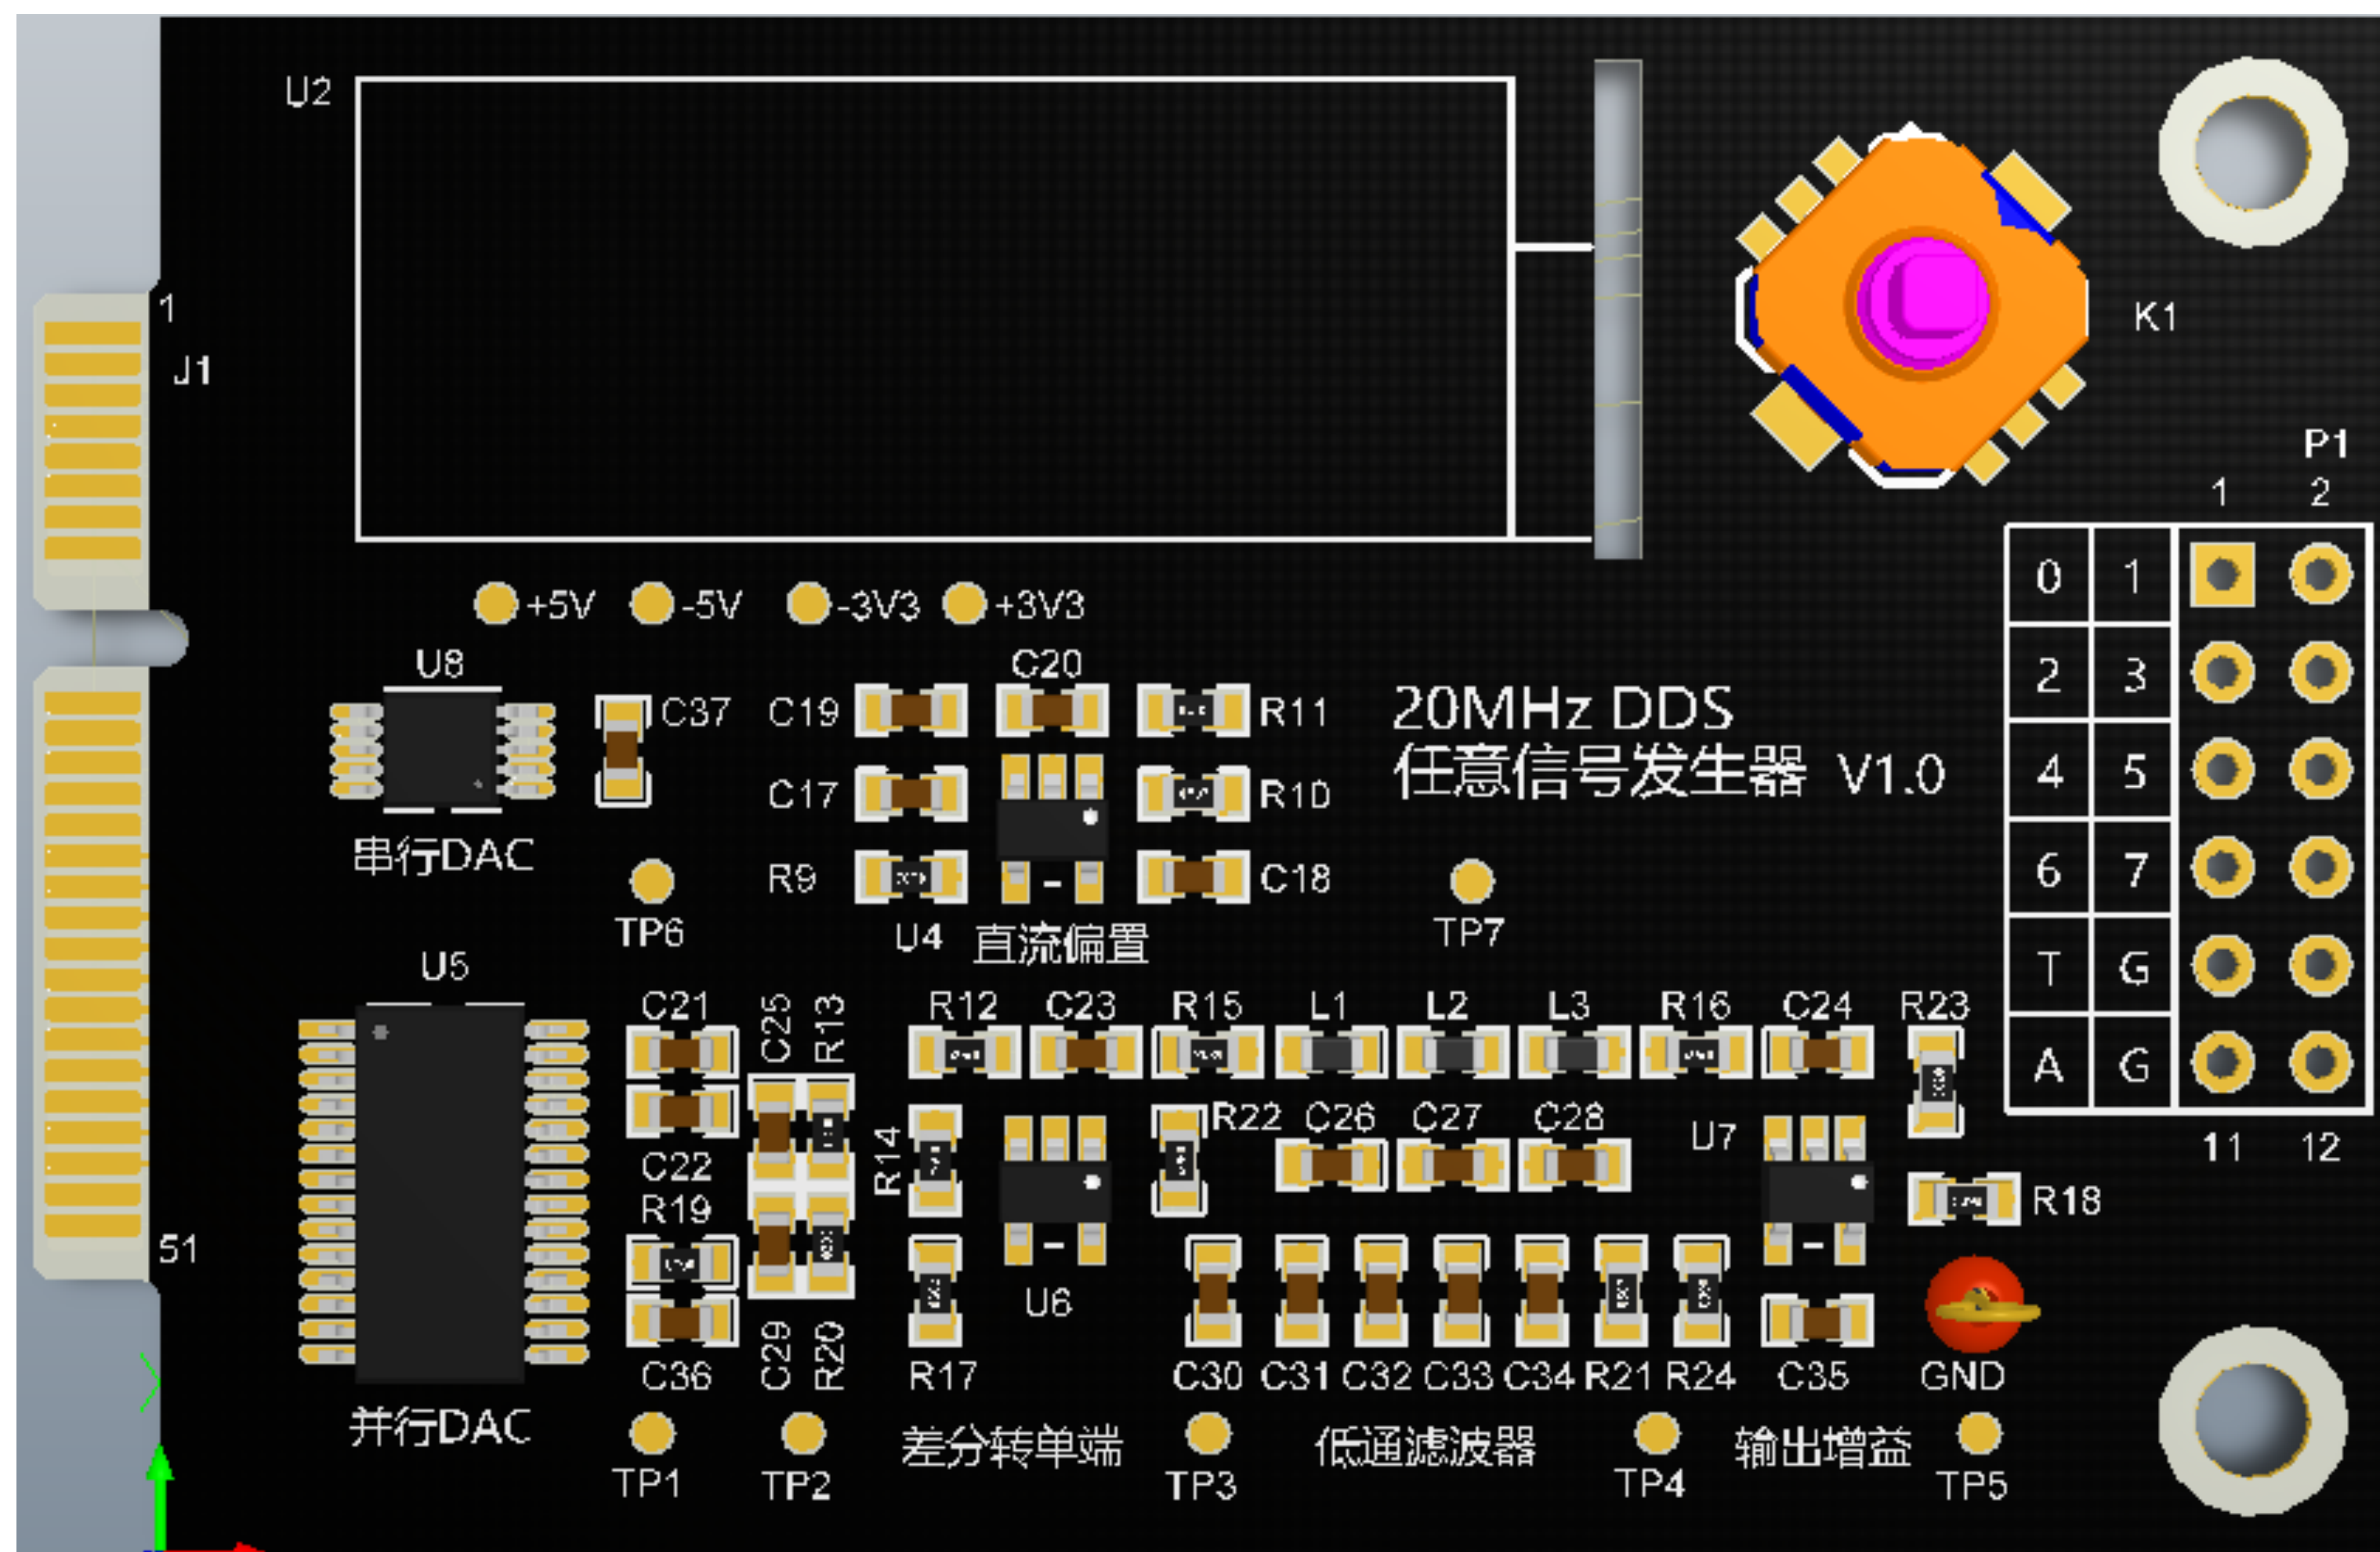 U2
1
J1
K1
P1
1 2
+5V -5V -3V3 +3V3
0 1
2 3
4 5
6 7
T G
A G
11 12
U8
C20
C37 C19 R11
20MHz DDS
任意信号发生器 V1.0
C17 R10
串行DAC
R9 C18
TP6 U4 直流偏置 TP7
U5
C21 C25 R13 R12 C23 R15 L1 L2 L3 R16 C24 R23
R14 R22 C26 C27 C28 U7
C22
R19 R18
51
U6
C36 C29 R20 R17 C30 C31 C32 C33 C34 R21 R24 C35 GND
并行DAC 差分转单端 低通滤波器 输出增益
TP1 TP2 TP3 TP4 TP5